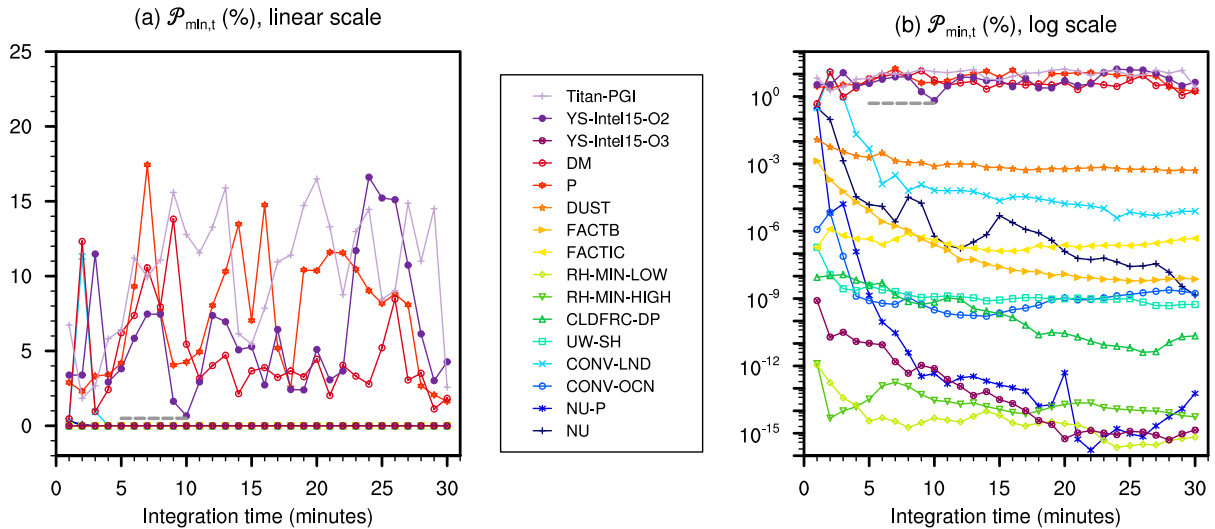 (a) 𝒫min,t (%), linear scale
25
20
15
10
5
0
0 5 10 15 20 25 30
Integration time (minutes)
Titan-PGI
YS-Intel15-O2
YS-Intel15-O3
DM
P
DUST
FACTB
FACTIC
RH-MIN-LOW
RH-MIN-HIGH
CLDFRC-DP
UW-SH
CONV-LND
CONV-OCN
NU-P
NU
(b) 𝒫min,t (%), log scale
10^0
10^-3
10^-6
10^-9
10^-12
10^-15
0 5 10 15 20 25 30
Integration time (minutes)